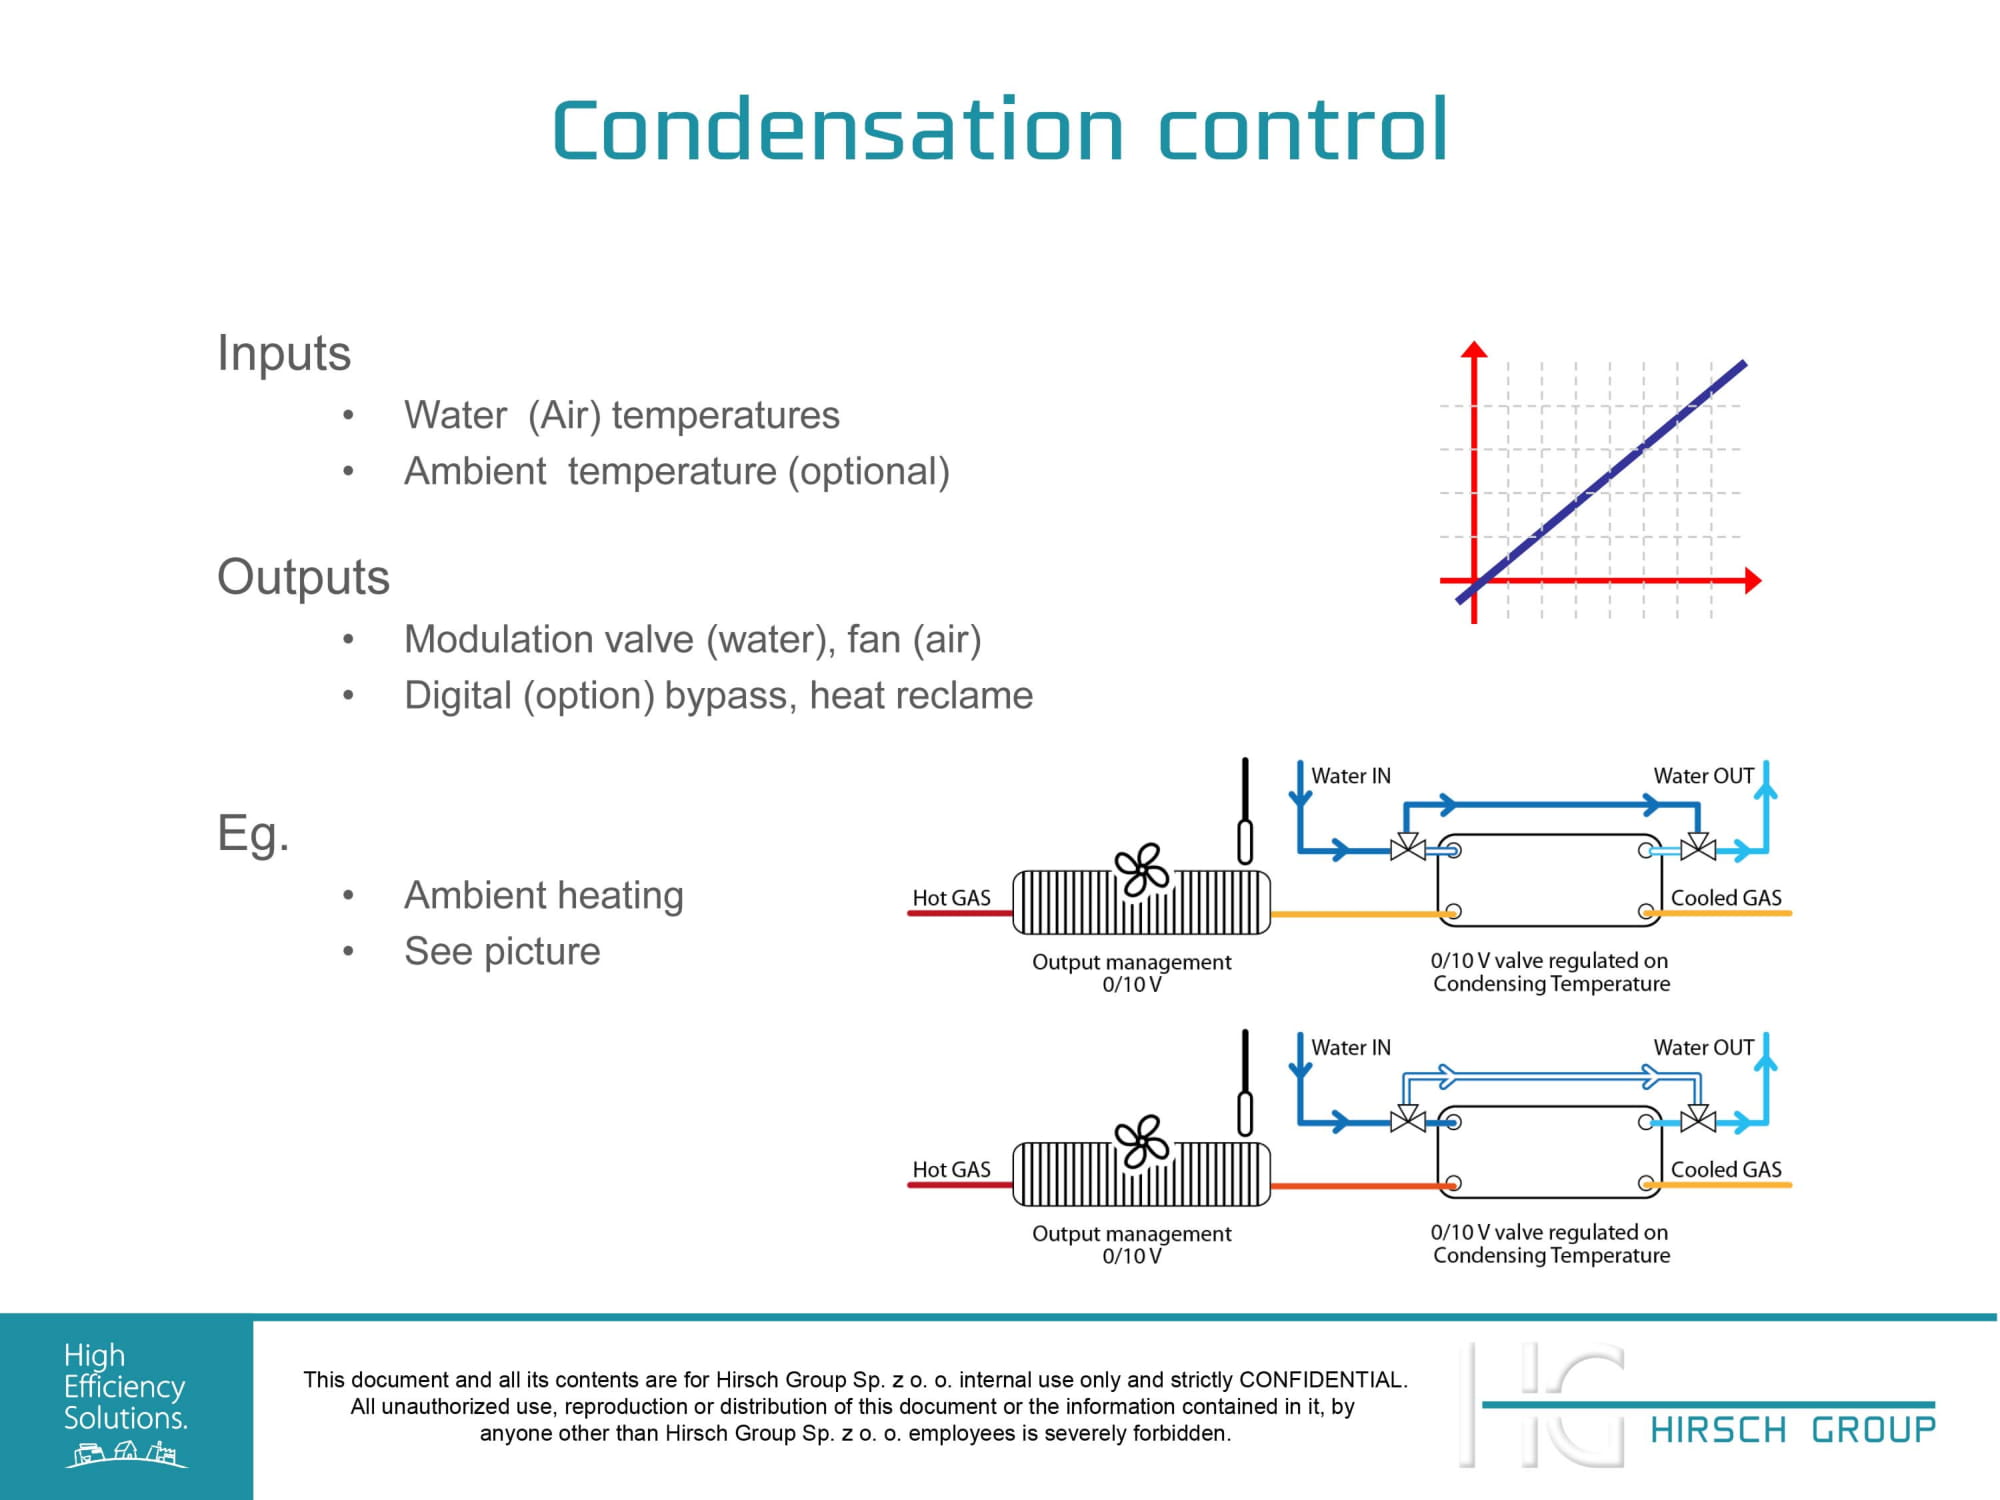 Condensation control
Inputs
• Water  (Air) temperatures
• Ambient  temperature (optional)
Outputs
• Modulation valve (water), fan (air)
• Digital (option) bypass, heat reclame
Eg.
• Ambient heating
• See picture
Water IN
Water OUT
Hot GAS
Cooled GAS
Output management
0/10 V
0/10 V valve regulated on
Condensing Temperature
Water IN
Water OUT
Hot GAS
Cooled GAS
Output management
0/10 V
0/10 V valve regulated on
Condensing Temperature
High
Efficiency
Solutions.
This document and all its contents are for Hirsch Group Sp. z o. o. internal use only and strictly CONFIDENTIAL.
All unauthorized use, reproduction or distribution of this document or the information contained in it, by
anyone other than Hirsch Group Sp. z o. o. employees is severely forbidden.
HG
HIRSCH GROUP